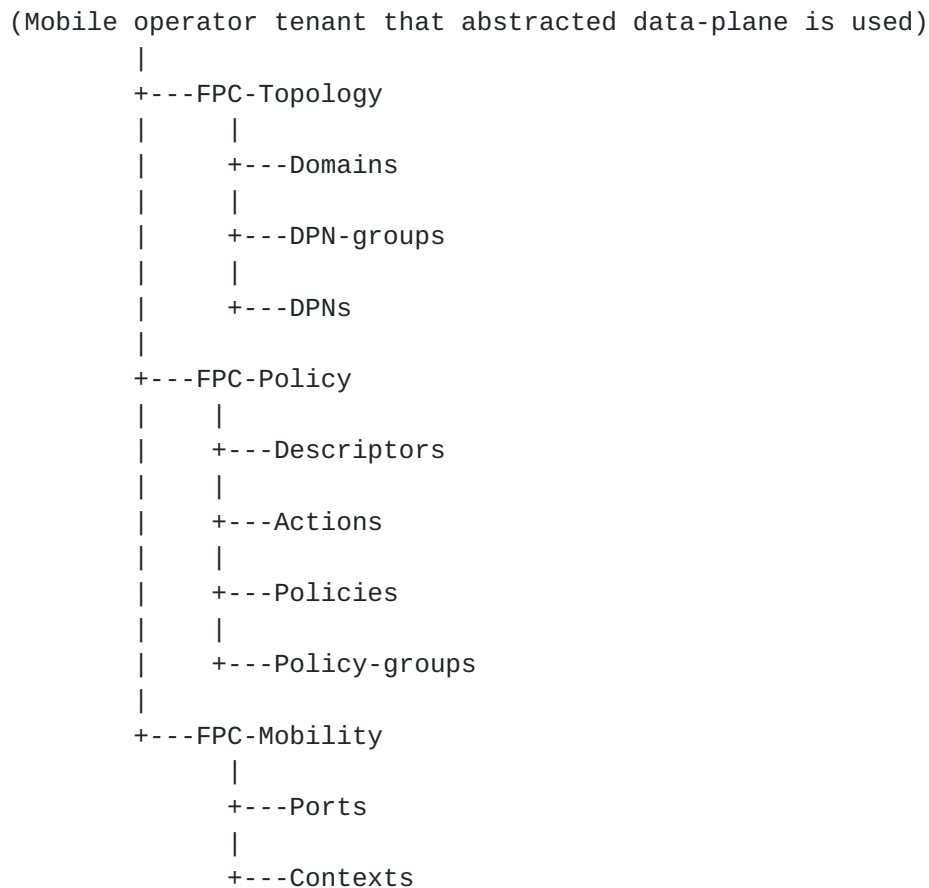 (Mobile operator tenant that abstracted data-plane is used)
|
+---FPC-Topology
| |
| +---Domains
| |
| +---DPN-groups
| |
| +---DPNs
|
+---FPC-Policy
| |
| +---Descriptors
| |
| +---Actions
| |
| +---Policies
| |
| +---Policy-groups
|
+---FPC-Mobility
|
+---Ports
|
+---Contexts